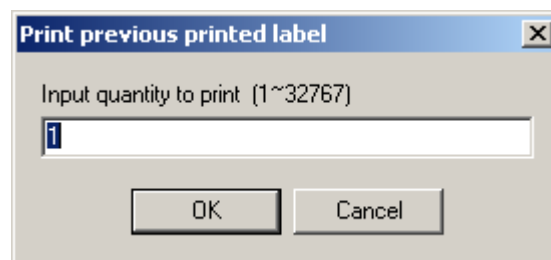 Print previous printed label
Input quantity to print (1~32767)
1
OK Cancel